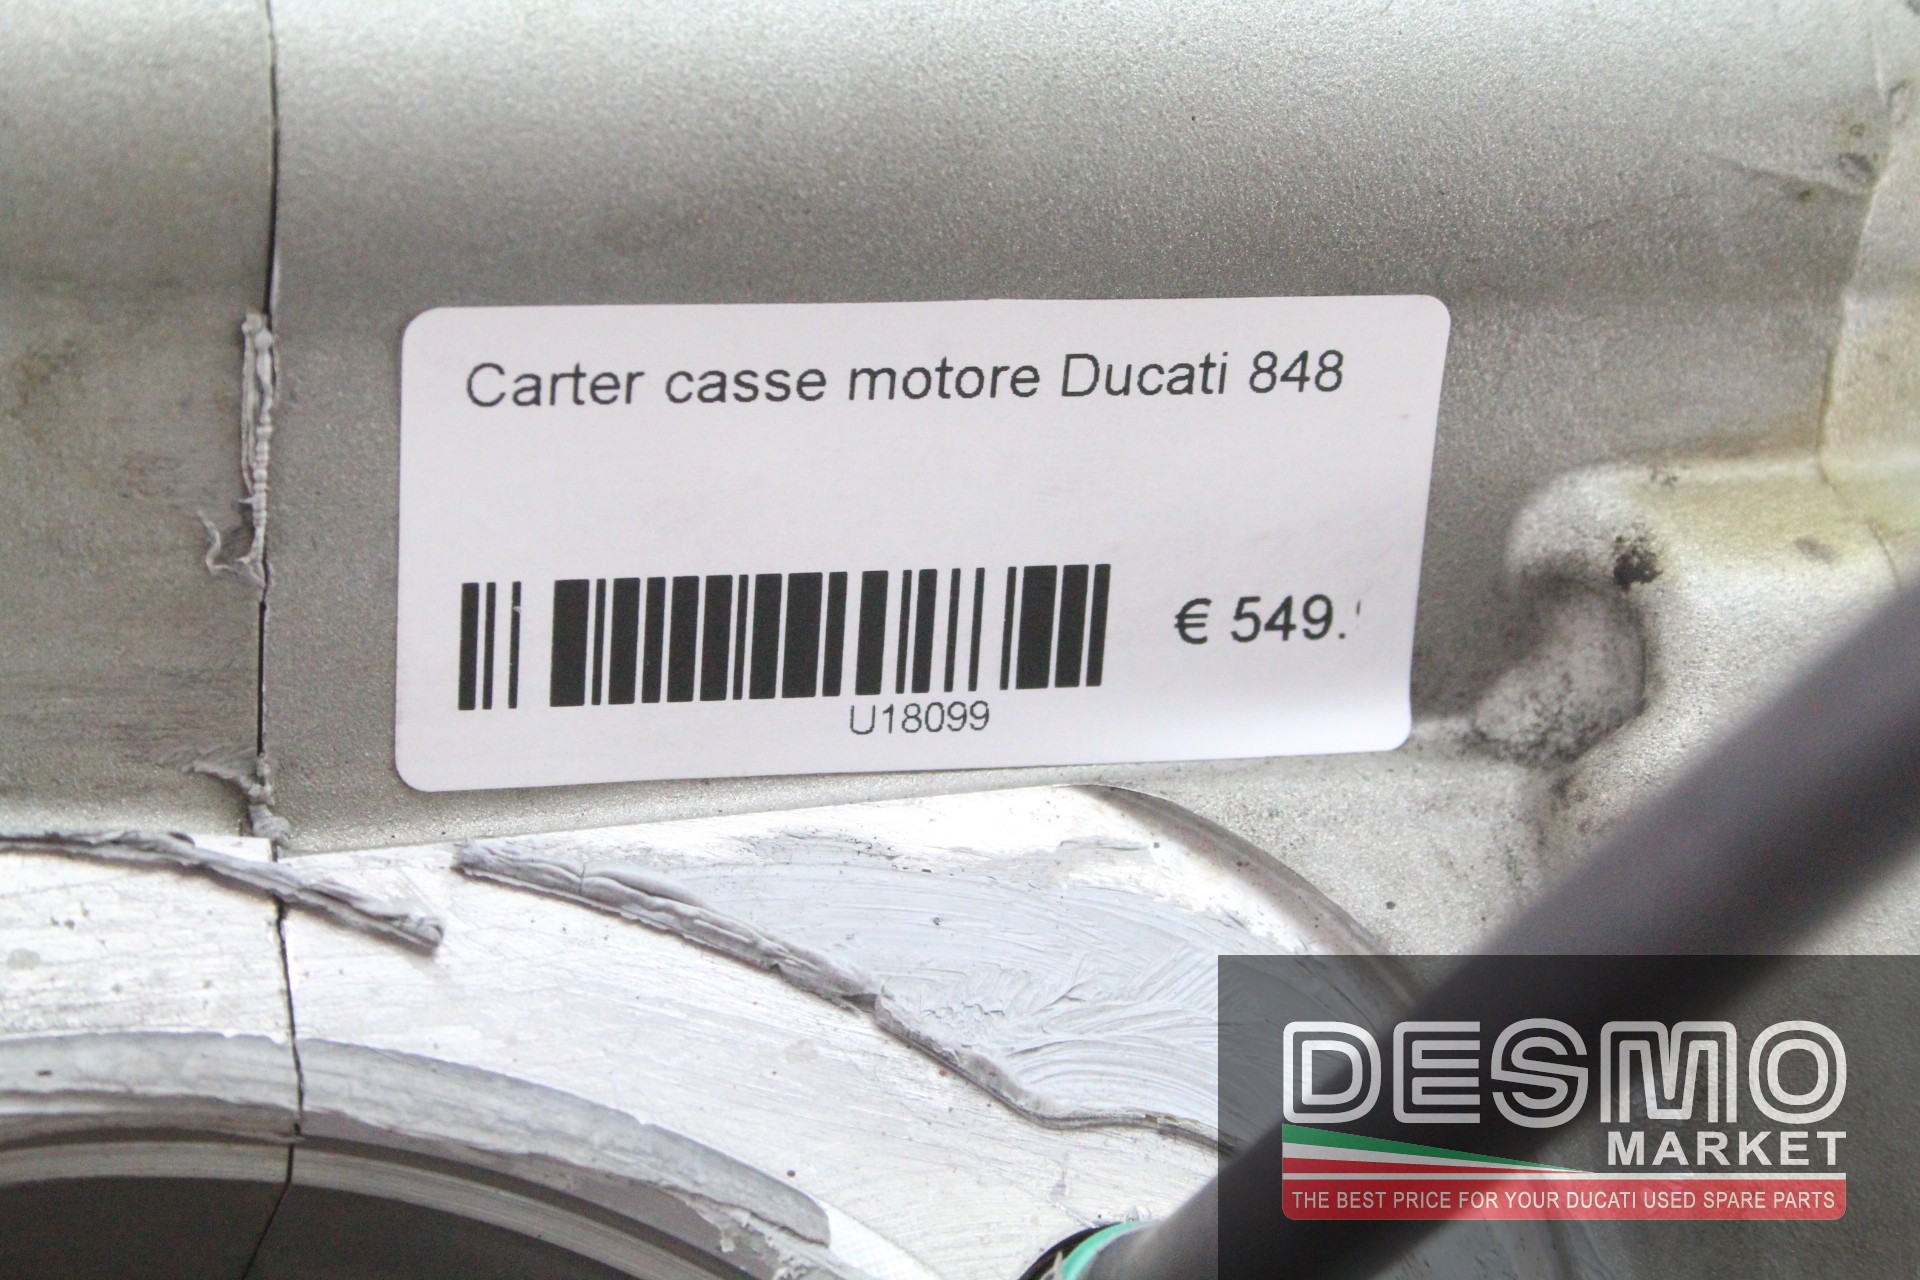 Carter casse motore Ducati 848
€ 549.
U18099
DESMO
MARKET
THE BEST PRICE FOR YOUR DUCATI USED SPARE PARTS